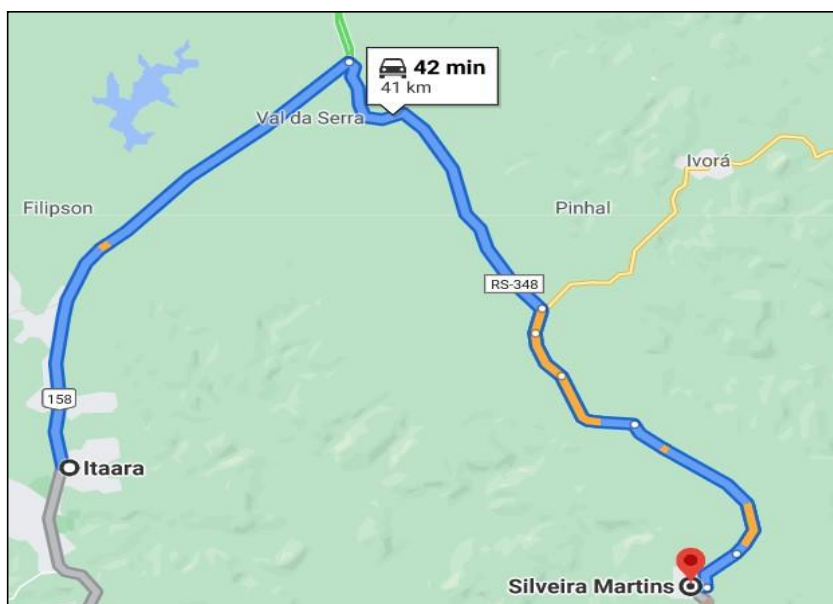 42 min
41 km
Val da Serra
Ivorá
Filipson
Pinhal
RS-348
158
Itaara
Silveira Martins